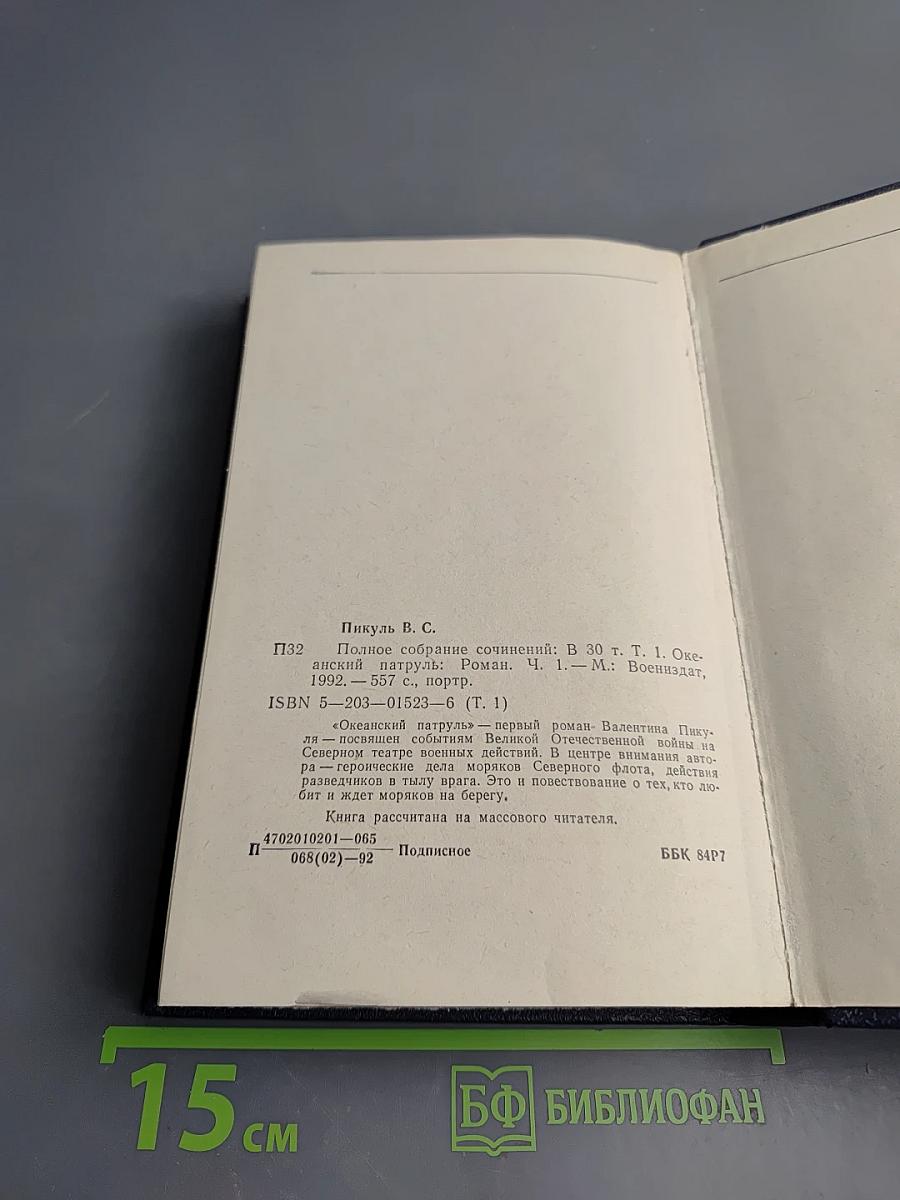 Пикуль В. С.
П32 Полное собрание сочинений: В 30 т. Т. 1. Оке-
анский патруль: Роман. Ч. 1. — М.: Воениздат,
1992. — 557 с., портр.
ISBN 5—203—01523—6 (Т. 1)
«Океанский патруль» — первый роман Валентина Пику-
ля — посвящен событиям Великой Отечественной войны на
Северном театре военных действий. В центре внимания авто-
ра — героические дела моряков Северного флота, действия
разведчиков в тылу врага. Это и повествование о тех, кто лю-
бит и ждет моряков на берегу.
Книга рассчитана на массового читателя.
П 4702010201—065
068(02)—92 Подписное ББК 84Р7
15 см БФ БИБЛИОФАН